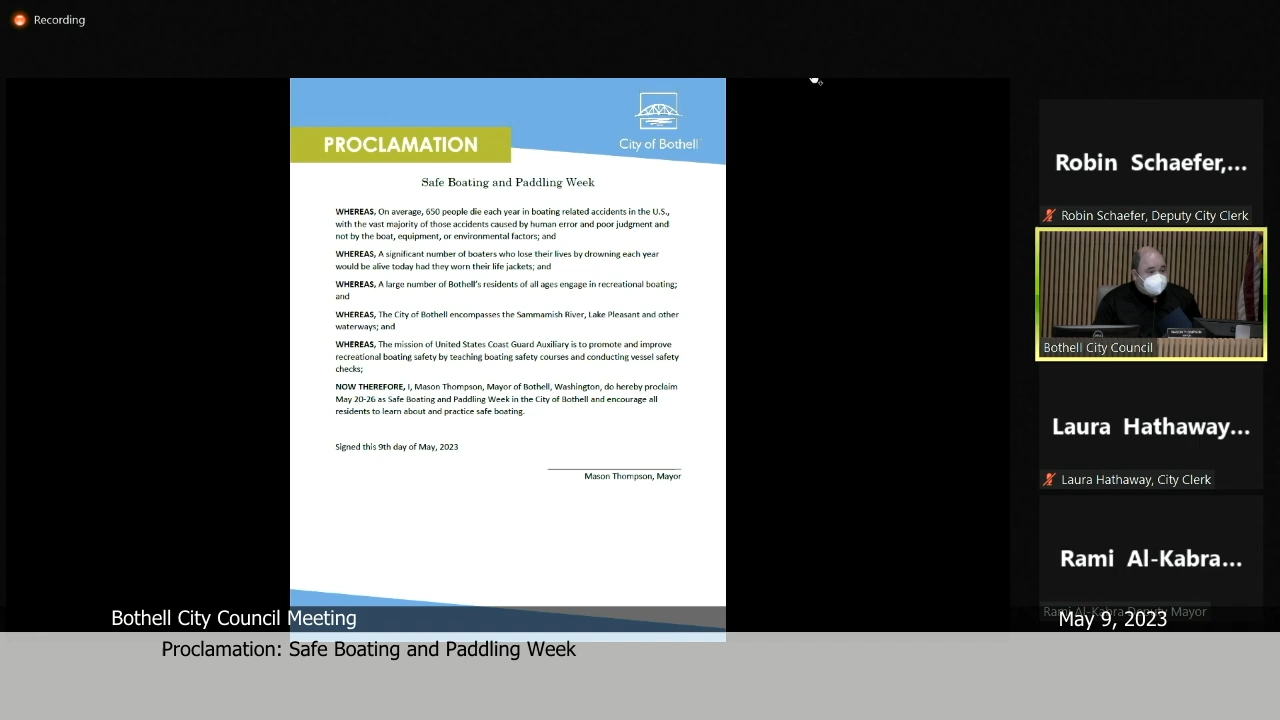 Recording
PROCLAMATION
City of Bothell
Safe Boating and Paddling Week
WHEREAS, On average, 650 people die each year in boating related accidents in the U.S.,
with the vast majority of those accidents caused by human error and poor judgment and
not by the boat, equipment, or environmental factors; and
WHEREAS, A significant number of boaters who lose their lives by drowning each year
would be alive today had they worn their life jackets; and
WHEREAS, A large number of Bothell's residents of all ages engage in recreational boating;
and
WHEREAS, The City of Bothell encompasses the Sammamish River, Lake Pleasant and other
waterways; and
WHEREAS, The mission of United States Coast Guard Auxiliary is to promote and improve
recreational boating safety by teaching boating safety courses and conducting vessel safety
checks;
NOW THEREFORE, I, Mason Thompson, Mayor of Bothell, Washington, do hereby proclaim
May 20-26 as Safe Boating and Paddling Week in the City of Bothell and encourage all
residents to learn about and practice safe boating.
Signed this 9th day of May, 2023
Mason Thompson, Mayor
Robin Schaefer,...
Robin Schaefer, Deputy City Clerk
Bothell City Council
Laura Hathaway...
Laura Hathaway, City Clerk
Rami Al-Kabra...
Rami Al-Kabra Deputy Mayor
Bothell City Council Meeting
May 9, 2023
Proclamation: Safe Boating and Paddling Week